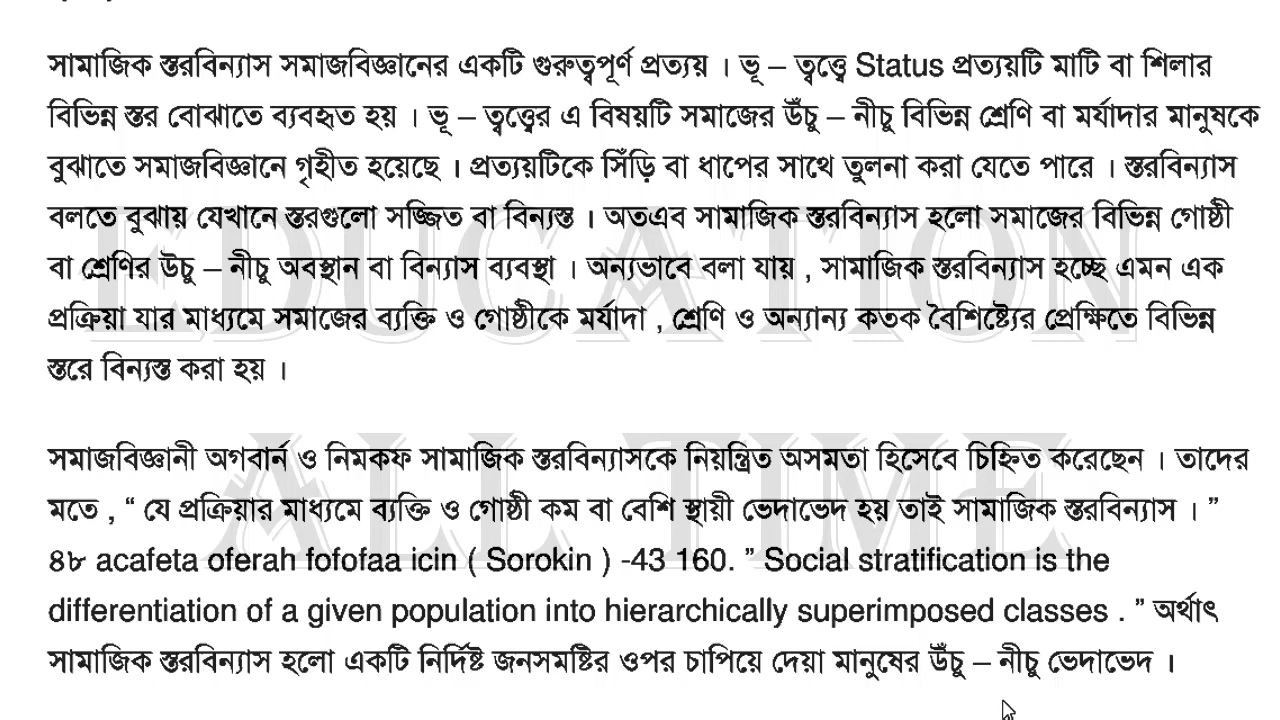 সামাজিক স্তরবিন্যাস সমাজবিজ্ঞানের একটি গুরুত্বপূর্ণ প্রত্যয় । ভূ – ত্বত্ত্বে Status প্রত্যয়টি মাটি বা শিলার
বিভিন্ন স্তর বোঝাতে ব্যবহৃত হয় । ভূ – ত্বত্ত্বের এ বিষয়টি সমাজের উঁচু – নীচু বিভিন্ন শ্রেণি বা মর্যাদার মানুষকে
বুঝাতে সমাজবিজ্ঞানে গৃহীত হয়েছে । প্রত্যয়টিকে সিঁড়ি বা ধাপের সাথে তুলনা করা যেতে পারে । স্তরবিন্যাস
বলতে বুঝায় যেখানে স্তরগুলো সজ্জিত বা বিন্যস্ত । অতএব সামাজিক স্তরবিন্যাস হলো সমাজের বিভিন্ন গোষ্ঠী
বা শ্রেণির উচু – নীচু অবস্থান বা বিন্যাস ব্যবস্থা । অন্যভাবে বলা যায় , সামাজিক স্তরবিন্যাস হচ্ছে এমন এক
প্রক্রিয়া যার মাধ্যমে সমাজের ব্যক্তি ও গোষ্ঠীকে মর্যাদা , শ্রেণি ও অন্যান্য কতক বৈশিষ্ট্যের প্রেক্ষিতে বিভিন্ন
স্তরে বিন্যস্ত করা হয় ।
EDUCATION
সমাজবিজ্ঞানী অগবার্ন ও নিমকফ সামাজিক স্তরবিন্যাসকে নিয়ন্ত্রিত অসমতা হিসেবে চিহ্নিত করেছেন । তাদের
মতে , “ যে প্রক্রিয়ার মাধ্যমে ব্যক্তি ও গোষ্ঠী কম বা বেশি স্থায়ী ভেদাভেদ হয় তাই সামাজিক স্তরবিন্যাস । ”
ALL TIME
৪৮ acafeta oferah fofofaa icin ( Sorokin ) -43 160. ” Social stratification is the
differentiation of a given population into hierarchically superimposed classes . ” অর্থাৎ
সামাজিক স্তরবিন্যাস হলো একটি নির্দিষ্ট জনসমষ্টির ওপর চাপিয়ে দেয়া মানুষের উঁচু – নীচু ভেদাভেদ ।